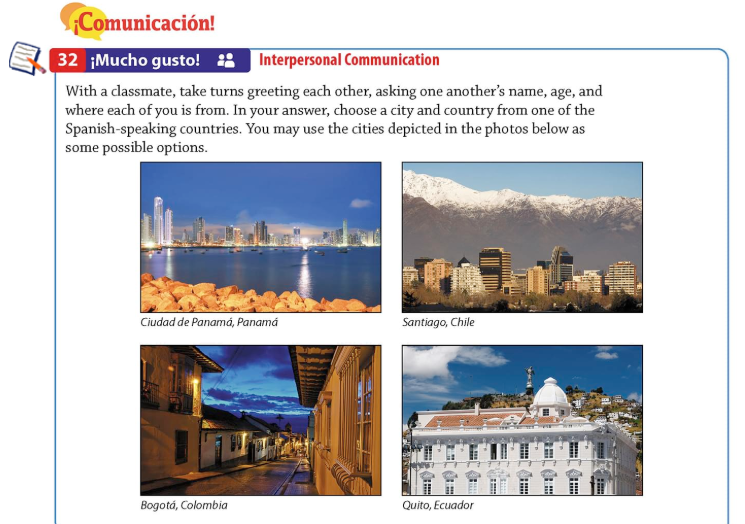 ¡Comunicación!
32 ¡Mucho gusto! Interpersonal Communication
With a classmate, take turns greeting each other, asking one another's name, age, and
where each of you is from. In your answer, choose a city and country from one of the
Spanish-speaking countries. You may use the cities depicted in the photos below as
some possible options.
Ciudad de Panamá, Panamá
Santiago, Chile
Bogotá, Colombia
Quito, Ecuador